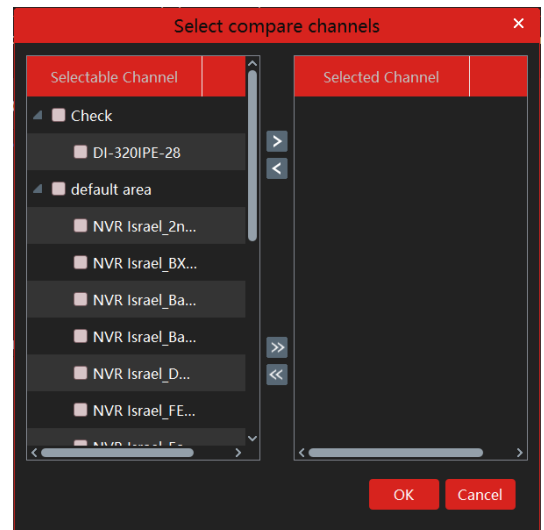 Select compare channels
Selectable Channel
Selected Channel
Check
DI-320IPE-28
default area
NVR Israel_2n...
NVR Israel_BX...
NVR Israel_Ba...
NVR Israel_Ba...
NVR Israel_D...
NVR Israel_FE...
OK
Cancel